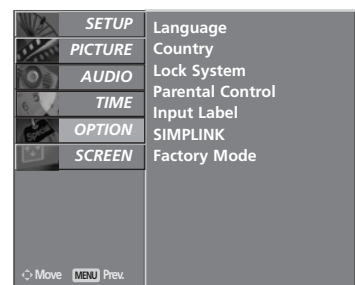 SETUP
PICTURE
AUDIO
TIME
OPTION
SCREEN
Language
Country
Lock System
Parental Control
Input Label
SIMPLINK
Factory Mode
Move MENU Prev.